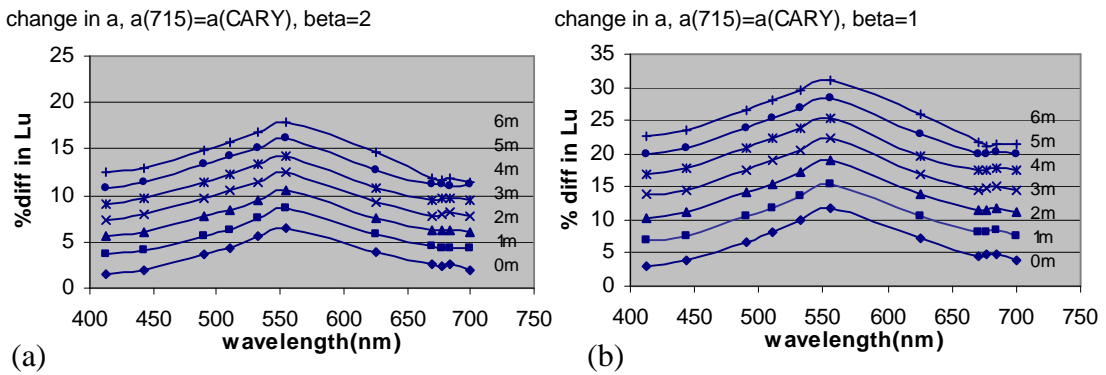 change in a, a(715)=a(CARY), beta=2
25
20
15
10
5
0
%diff in Lu
6m
5m
4m
3m
2m
1m
0m
400 450 500 550 600 650 700 750
wavelength(nm)
(a)
change in a, a(715)=a(CARY), beta=1
35
30
25
20
15
10
5
0
% diff in Lu
6m
5m
4m
3m
2m
1m
0m
400 450 500 550 600 650 700 750
wavelength(nm)
(b)